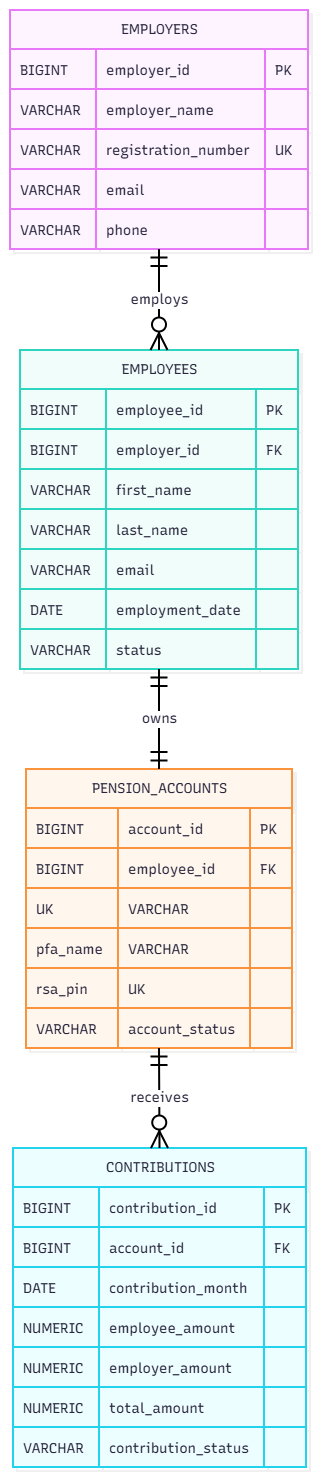 EMPLOYERS
BIGINT employer_id PK
VARCHAR employer_name
VARCHAR registration_number UK
VARCHAR email
VARCHAR phone
employs
EMPLOYEES
BIGINT employee_id PK
BIGINT employer_id FK
VARCHAR first_name
VARCHAR last_name
VARCHAR email
DATE employment_date
VARCHAR status
owns
PENSION_ACCOUNTS
BIGINT account_id PK
BIGINT employee_id FK
UK VARCHAR
pfa_name VARCHAR
rsa_pin UK
VARCHAR account_status
receives
CONTRIBUTIONS
BIGINT contribution_id PK
BIGINT account_id FK
DATE contribution_month
NUMERIC employee_amount
NUMERIC employer_amount
NUMERIC total_amount
VARCHAR contribution_status